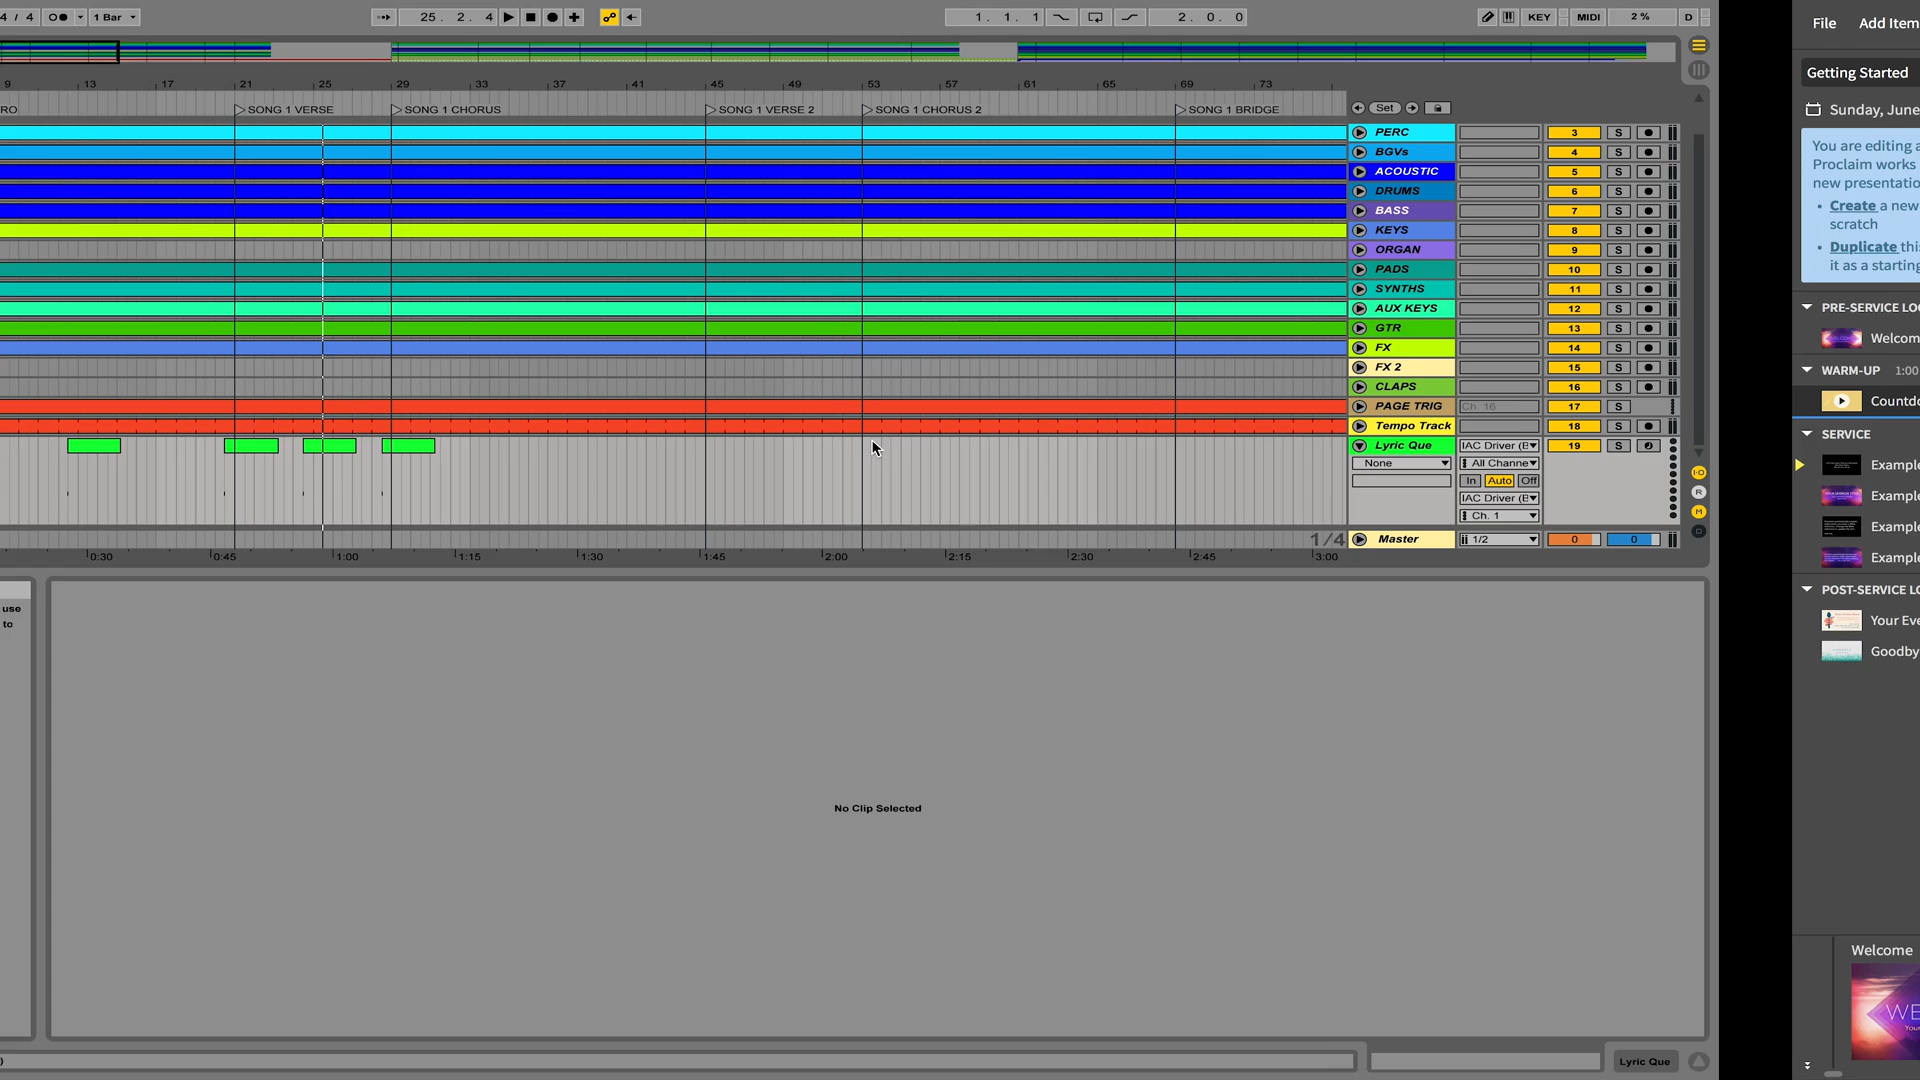 4 / 4
1 Bar
25. 2. 4
1. 1. 1
2. 0. 0
KEY
MIDI
2 %
D
File
Add Item
Getting Started
Sunday, June
You are editing a
Proclaim works
new presentatio
Create a new
scratch
Duplicate this
it as a starting
9 13 17 21 25 29 33 37 41 45 49 53 57 61 65 69 73
RO
SONG 1 VERSE
SONG 1 CHORUS
SONG 1 VERSE 2
SONG 1 CHORUS 2
SONG 1 BRIDGE
Set
PERC 3 S
BGVs 4 S
ACOUSTIC 5 S
DRUMS 6 S
BASS 7 S
KEYS 8 S
ORGAN 9 S
PADS 10 S
SYNTHS 11 S
AUX KEYS 12 S
GTR 13 S
FX 14 S
FX 2 15 S
CLAPS 16 S
PAGE TRIG Ch. 16 17 S
Tempo Track 18 S
Lyric Que IAC Driver (E 19 S
None All Channe
In Auto Off
IAC Driver (E
Ch. 1
1/4
Master 1/2 0 0
I·O
R
M
D
0:30 0:45 1:00 1:15 1:30 1:45 2:00 2:15 2:30 2:45 3:00
PRE-SERVICE LOO
Welcom
WARM-UP 1:00
Countdo
SERVICE
Example
Example
Example
Example
POST-SERVICE LO
Your Eve
Goodby
use
to
No Clip Selected
Welcome
WE
Your
)
Lyric Que